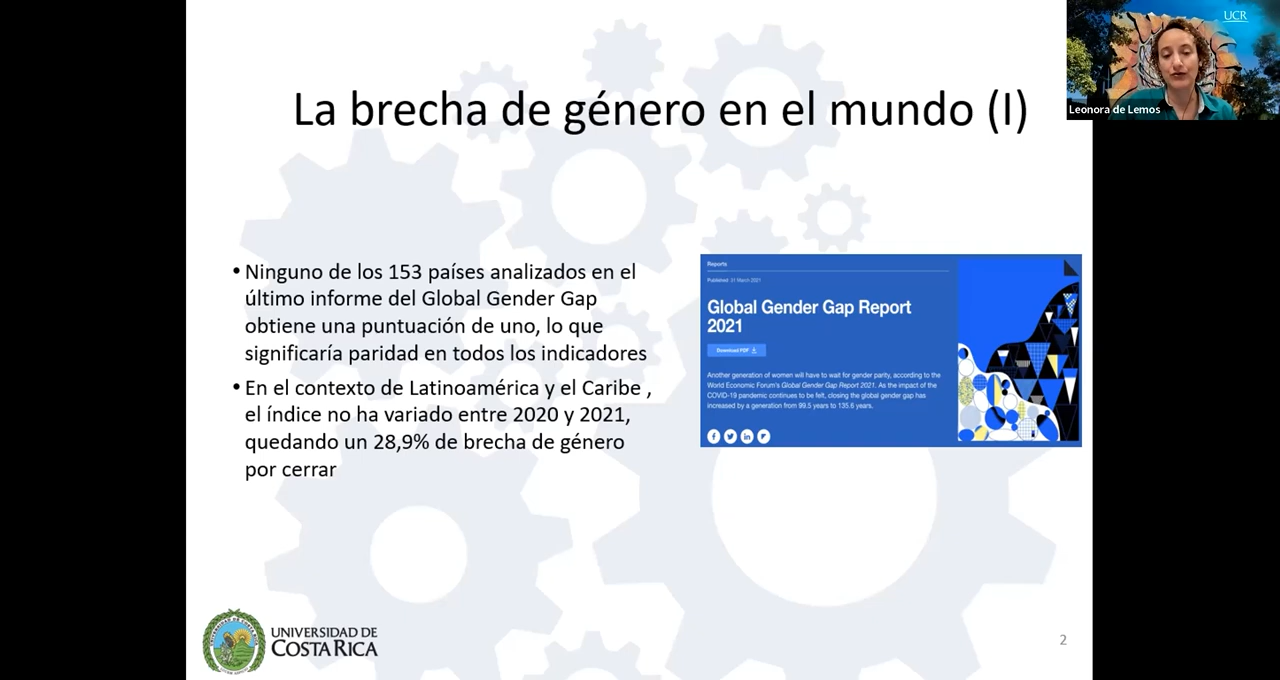 UCR
Leonora de Lemos
La brecha de género en el mundo (I)
• Ninguno de los 153 países analizados en el
último informe del Global Gender Gap
obtiene una puntuación de uno, lo que
significaría paridad en todos los indicadores
• En el contexto de Latinoamérica y el Caribe ,
el índice no ha variado entre 2020 y 2021,
quedando un 28,9% de brecha de género
por cerrar
Reports
Published: 31 March 2021
Global Gender Gap Report
2021
Download PDF
Another generation of women will have to wait for gender parity, according to the
World Economic Forum's Global Gender Gap Report 2021. As the impact of the
COVID-19 pandemic continues to be felt, closing the global gender gap has
increased by a generation from 99.5 years to 135.6 years.
UNIVERSIDAD DE
COSTA RICA
2